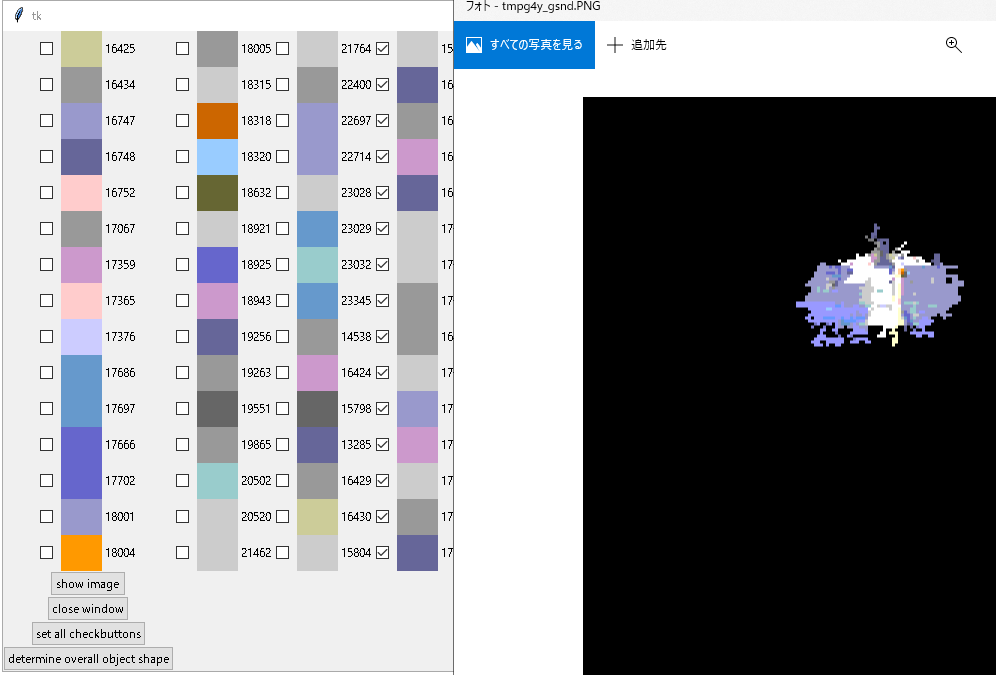 tk
フォト - tmpg4y_gsnd.PNG
すべての写真を見る
追加先
16425 18005 21764 15
16434 18315 22400 16
16747 18318 22697 16
16748 18320 22714 16
16752 18632 23028 16
17067 18921 23029 17
17359 18925 23032 17
17365 18943 23345 17
17376 19256 14538 16
17686 19263 16424 17
17697 19551 15798 17
17666 19865 13285 17
17702 20502 16429 17
18001 20520 16430 17
18004 21462 15804 17
show image
close window
set all checkbuttons
determine overall object shape